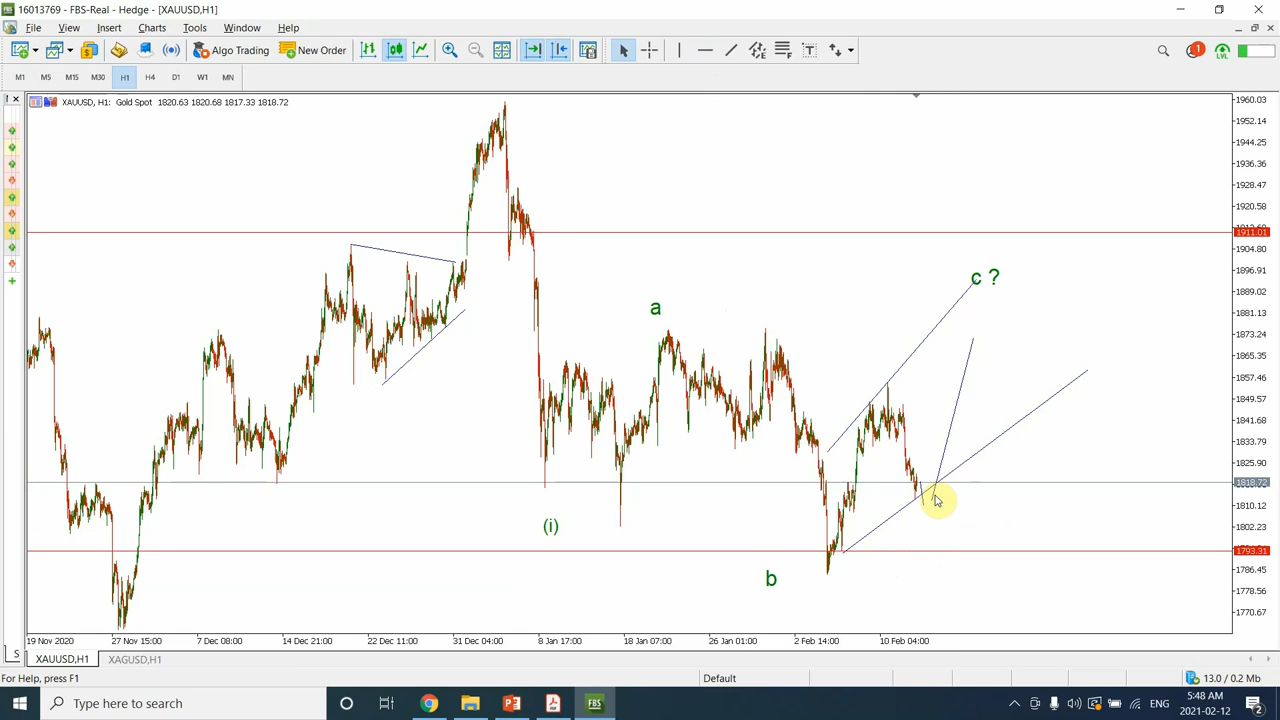 16013769 - FBS-Real - Hedge - [XAUUSD,H1]
File View Insert Charts Tools Window Help
Algo Trading New Order
1
LVL
M1 M5 M15 M30 H1 H4 D1 W1 MN
XAUUSD, H1: Gold Spot 1820.63 1820.68 1817.33 1818.72
1960.03
1952.14
1944.25
1936.36
1928.47
1920.58
1911.01
1904.80
1896.91
1889.02
1881.13
1873.24
1865.35
1857.46
1849.57
1841.68
1833.79
1825.90
1818.72
1810.12
1802.23
1793.31
1786.45
1778.56
1770.67
c ?
a
(i)
b
19 Nov 2020 27 Nov 15:00 7 Dec 08:00 14 Dec 21:00 22 Dec 11:00 31 Dec 04:00 8 Jan 17:00 18 Jan 07:00 26 Jan 01:00 2 Feb 14:00 10 Feb 04:00
S
XAUUSD,H1 XAGUSD,H1
For Help, press F1 Default 13.0 / 0.2 Mb
Type here to search
FBS
ENG
5:48 AM
2021-02-12
2